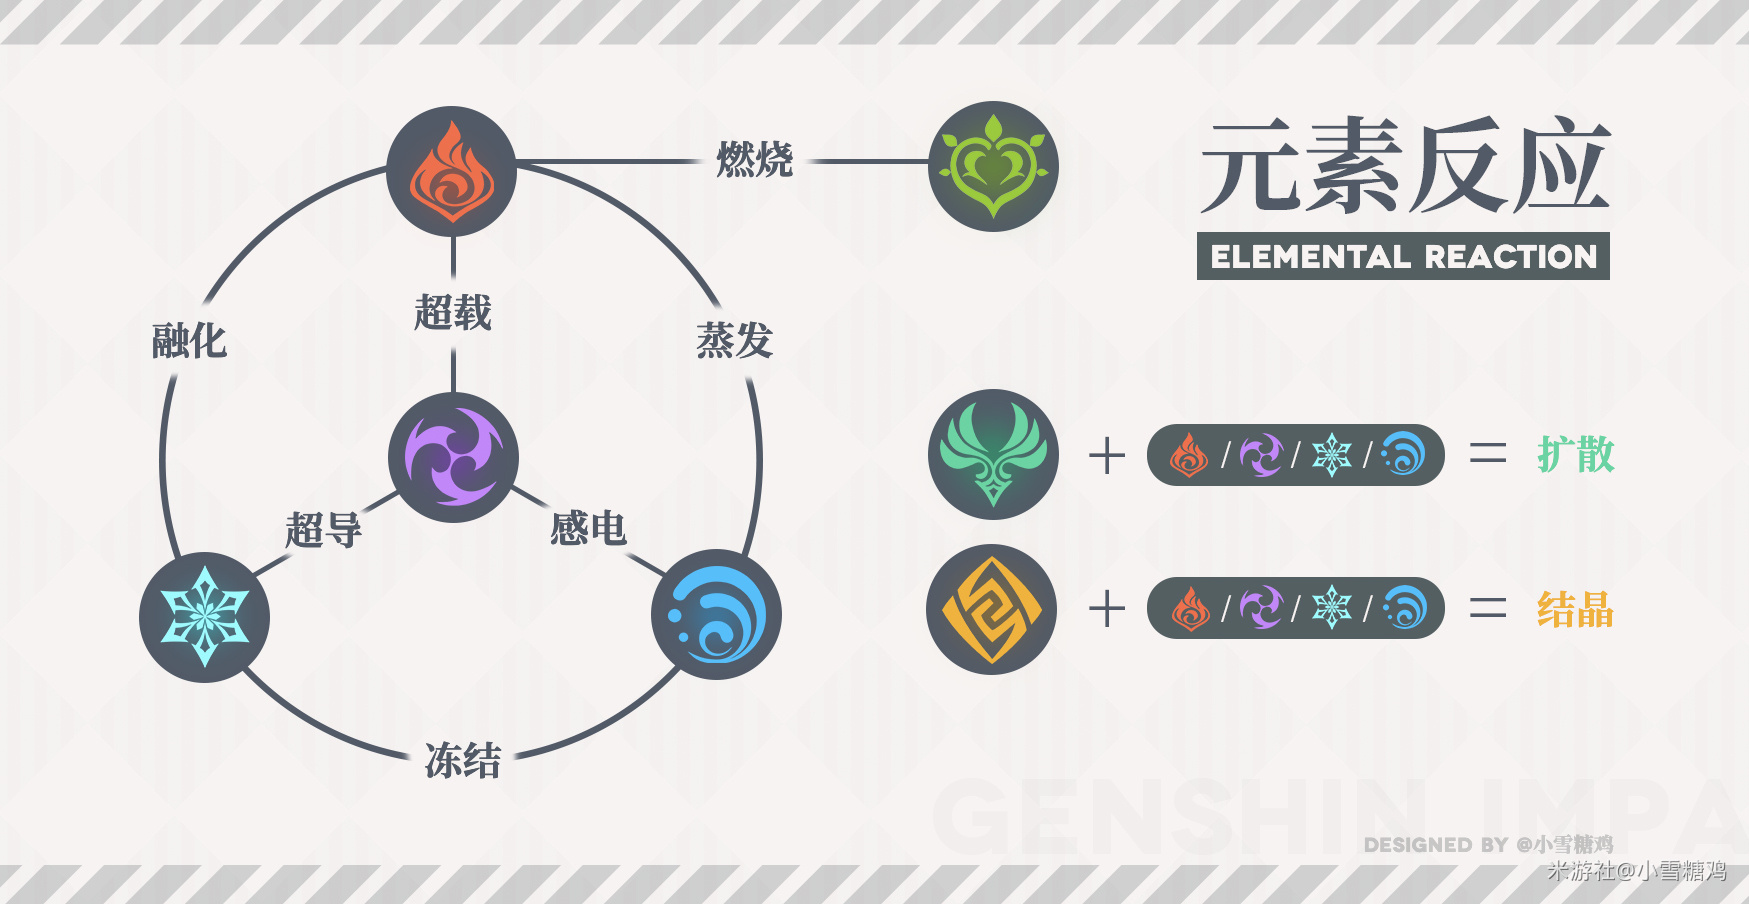 元素反应
ELEMENTAL REACTION
燃烧
超载
融化
蒸发
超导
感电
冻结
+ / / / = 扩散
+ / / / = 结晶
GENSHIN IMPA
DESIGNED BY @小雪糖鸡
米游社@小雪糖鸡